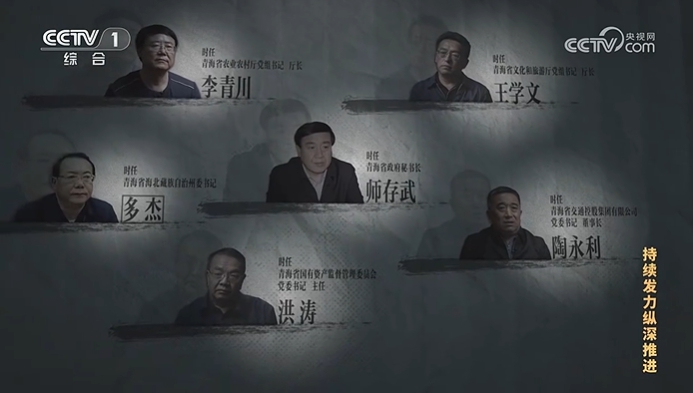 CCTV 1
综合
CCTV com
央视网
时任
青海省农业农村厅党组书记 厅长
李青川
时任
青海省文化和旅游厅党组书记 厅长
王学文
时任
青海省海北藏族自治州委书记
多杰
时任
青海省政府秘书长
师存武
时任
青海省交通控股集团有限公司
党委书记 董事长
陶永利
时任
青海省国有资产监督管理委员会
党委书记 主任
洪涛
持续发力纵深推进